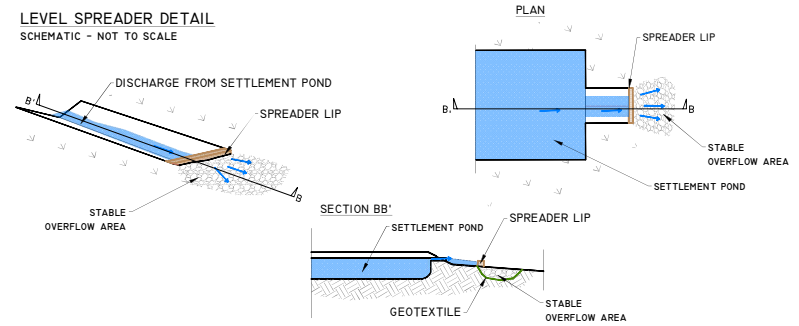 LEVEL SPREADER DETAIL
SCHEMATIC - NOT TO SCALE
B'
DISCHARGE FROM SETTLEMENT POND
SPREADER LIP
B
STABLE
OVERFLOW AREA
PLAN
SPREADER LIP
B'
B
STABLE
OVERFLOW AREA
SETTLEMENT POND
SECTION BB'
SETTLEMENT POND
SPREADER LIP
GEOTEXTILE
STABLE
OVERFLOW AREA